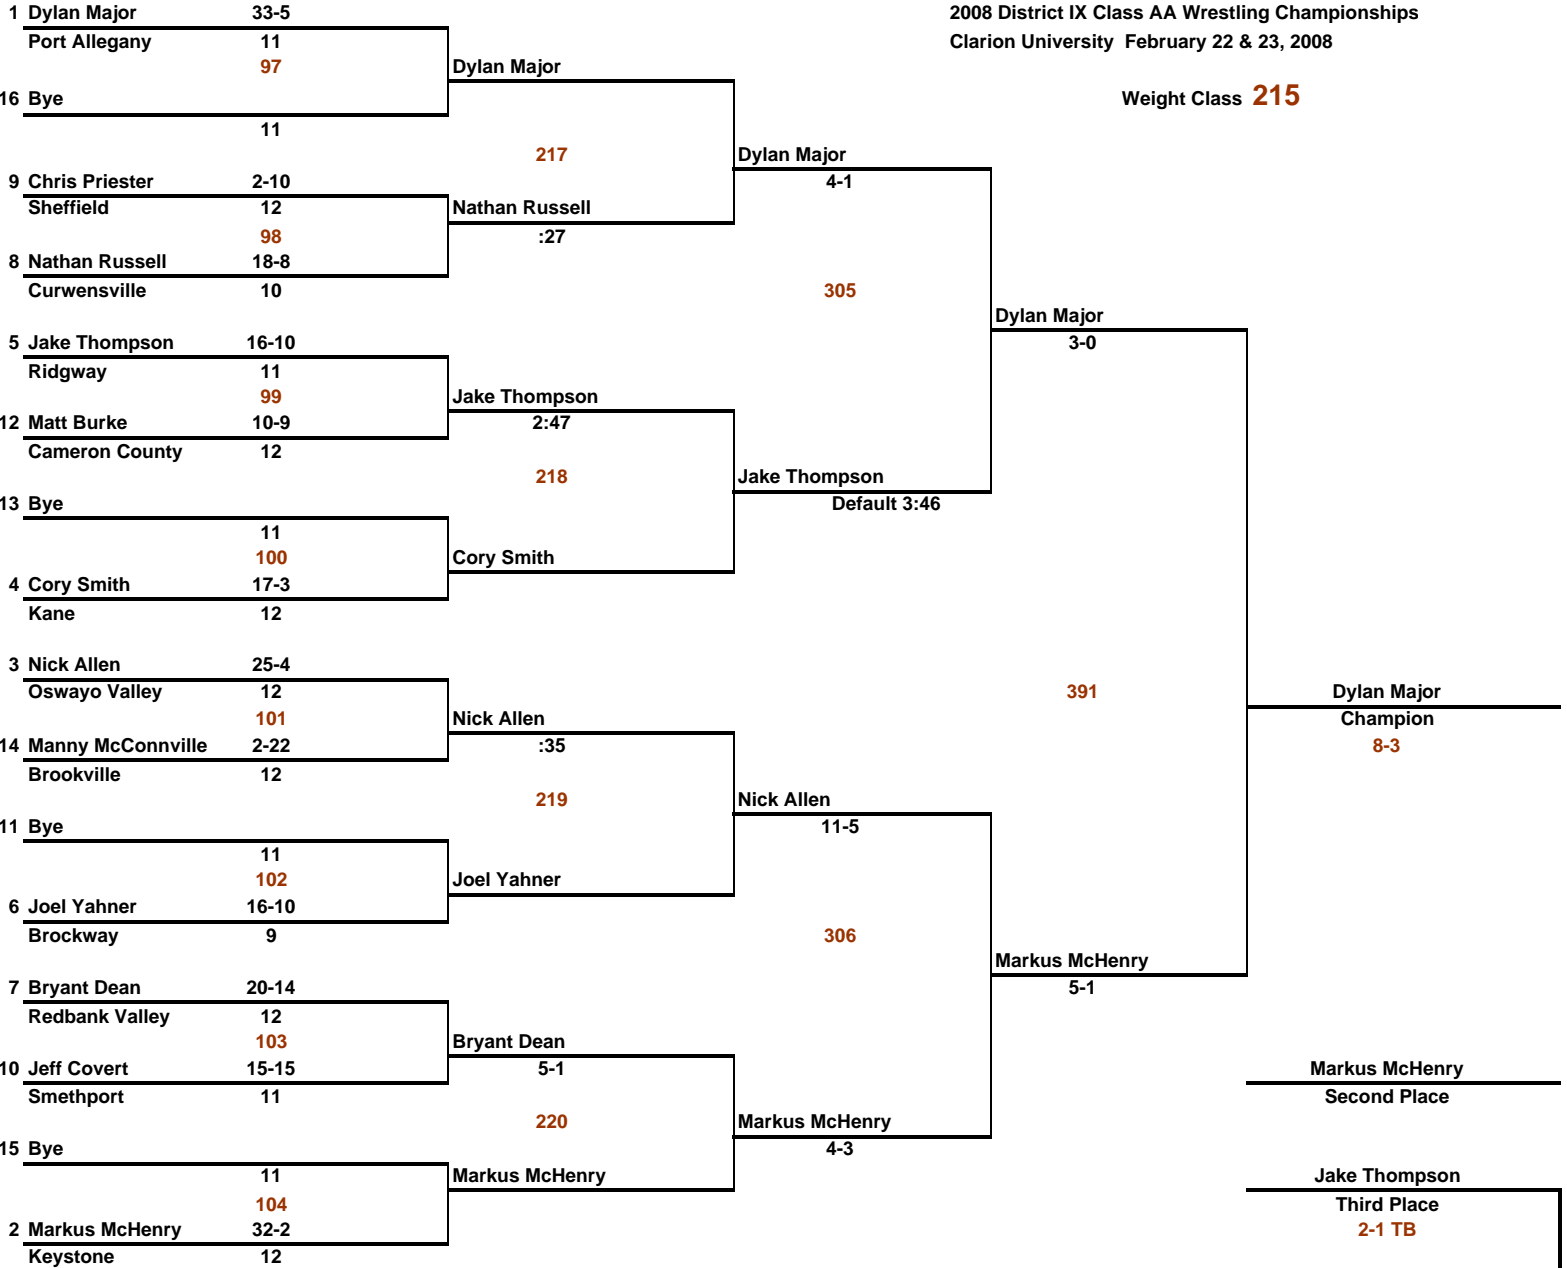 1 Dylan Major 33-5
2008 District IX Class AA Wrestling Championships
Port Allegany 11
Clarion University February 22 & 23, 2008
97
Dylan Major
16 Bye
Weight Class 215
11
217
Dylan Major
9 Chris Priester 2-10
4-1
Sheffield 12
Nathan Russell
98
:27
8 Nathan Russell 18-8
Curwensville 10
305
Dylan Major
5 Jake Thompson 16-10
3-0
Ridgway 11
99
Jake Thompson
12 Matt Burke 10-9
2:47
Cameron County 12
218
Jake Thompson
13 Bye
Default 3:46
11
100
Cory Smith
4 Cory Smith 17-3
Kane 12
3 Nick Allen 25-4
Oswayo Valley 12
391
Dylan Major
101
Nick Allen
Champion
14 Manny McConnville 2-22
:35
8-3
Brookville 12
219
Nick Allen
11 Bye
11-5
11
102
Joel Yahner
6 Joel Yahner 16-10
Brockway 9
306
Markus McHenry
7 Bryant Dean 20-14
5-1
Redbank Valley 12
103
Bryant Dean
10 Jeff Covert 15-15
5-1
Markus McHenry
Smethport 11
Second Place
220
Markus McHenry
15 Bye
4-3
11
Markus McHenry
Jake Thompson
104
Third Place
2 Markus McHenry 32-2
2-1 TB
Keystone 12